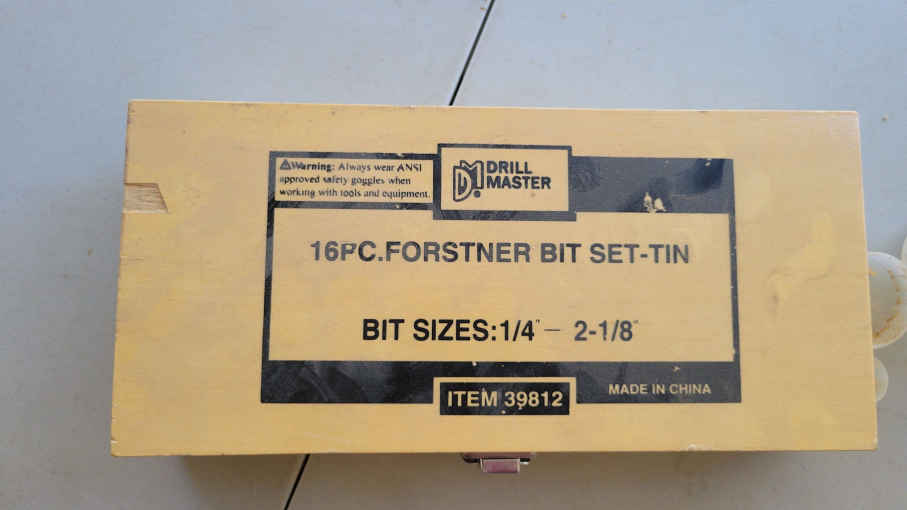 ⚠Warning: Always wear ANSI
approved safety goggles when
working with tools and equipment.
DM DRILL
MASTER
16PC.FORSTNER BIT SET-TIN
BIT SIZES:1/4" — 2-1/8"
ITEM 39812
MADE IN CHINA